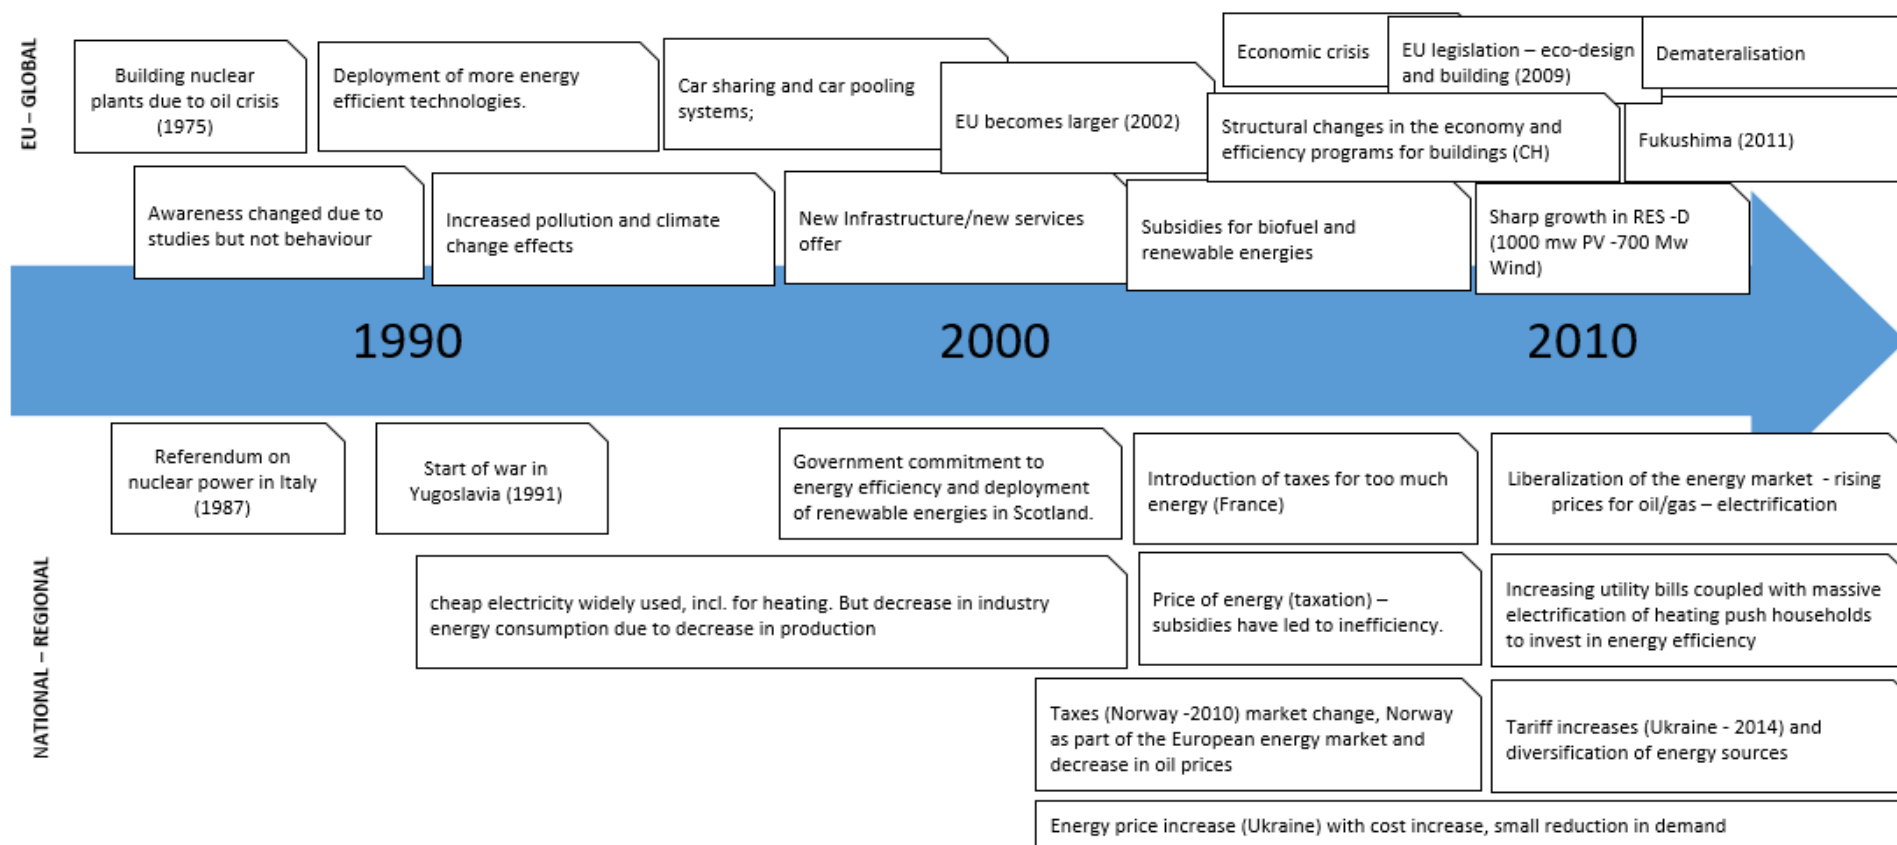 EU – GLOBAL
Building nuclear
plants due to oil crisis
(1975)
Deployment of more energy
efficient technologies.
Car sharing and car pooling
systems;
EU becomes larger (2002)
Economic crisis
EU legislation – eco-design
and building (2009)
Demateralisation
Structural changes in the economy and
efficiency programs for buildings (CH)
Fukushima (2011)
Awareness changed due to
studies but not behaviour
Increased pollution and climate
change effects
New Infrastructure/new services
offer
Subsidies for biofuel and
renewable energies
Sharp growth in RES -D
(1000 mw PV -700 Mw
Wind)
1990
2000
2010
NATIONAL – REGIONAL
Referendum on
nuclear power in Italy
(1987)
Start of war in
Yugoslavia (1991)
Government commitment to
energy efficiency and deployment
of renewable energies in Scotland.
Introduction of taxes for too much
energy (France)
Liberalization of the energy market  - rising
prices for oil/gas – electrification
cheap electricity widely used, incl. for heating. But decrease in industry
energy consumption due to decrease in production
Price of energy (taxation) –
subsidies have led to inefficiency.
Increasing utility bills coupled with massive
electrification of heating push households
to invest in energy efficiency
Taxes (Norway -2010) market change, Norway
as part of the European energy market and
decrease in oil prices
Tariff increases (Ukraine - 2014) and
diversification of energy sources
Energy price increase (Ukraine) with cost increase, small reduction in demand